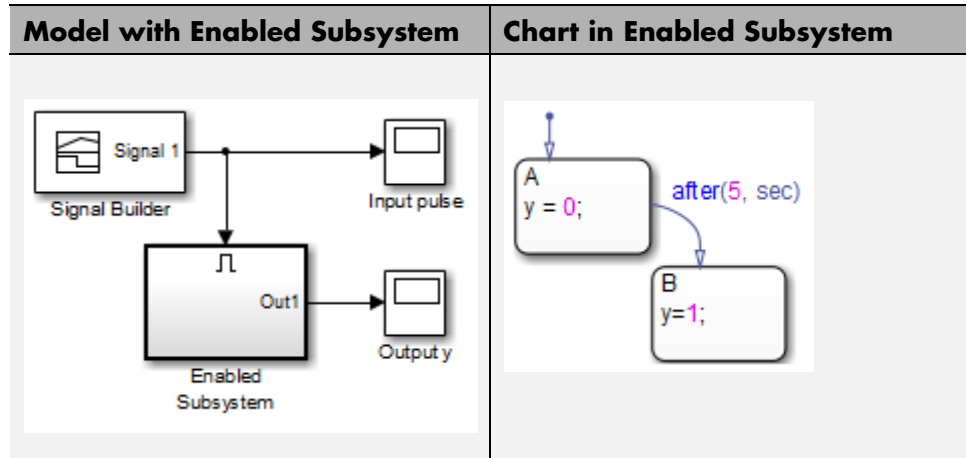 Model with Enabled Subsystem
Chart in Enabled Subsystem
Signal 1
Signal Builder
Input pulse
Out1
Enabled
Subsystem
Output y
A
y = 0;
after(5, sec)
B
y=1;